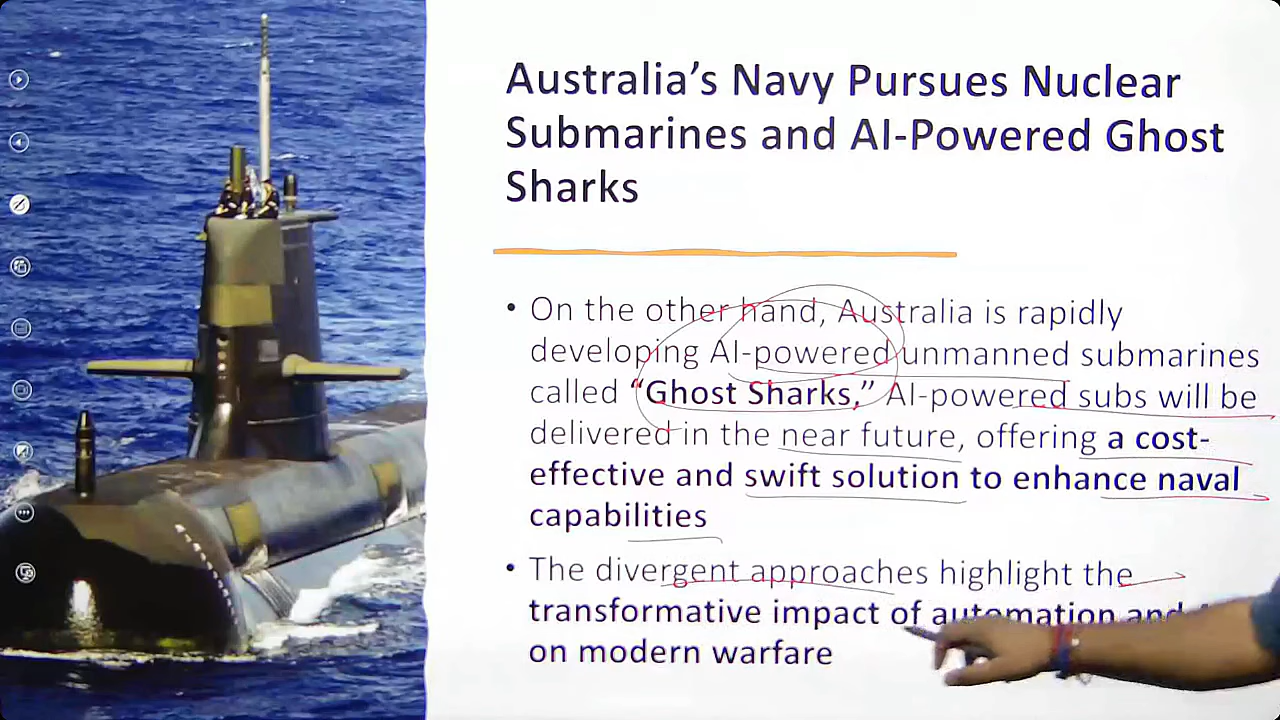 Australia’s Navy Pursues Nuclear
Submarines and AI-Powered Ghost
Sharks
• On the other hand, Australia is rapidly
developing AI-powered unmanned submarines
called “Ghost Sharks,” AI-powered subs will be
delivered in the near future, offering a cost-
effective and swift solution to enhance naval
capabilities
• The divergent approaches highlight the
transformative impact of automation and
on modern warfare